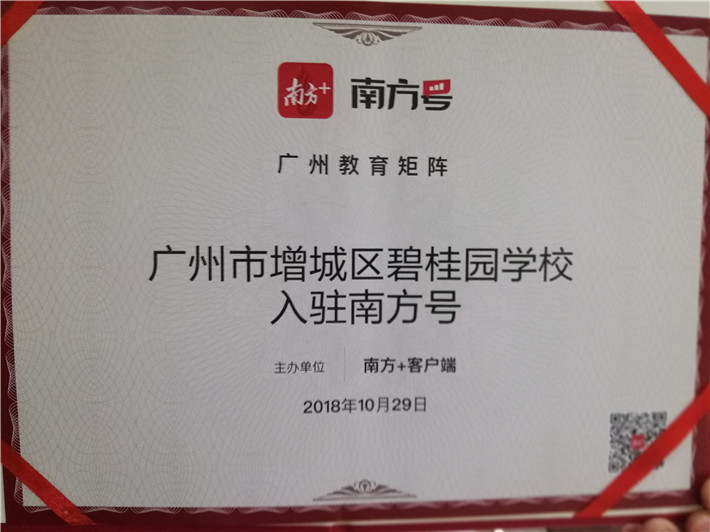 南方+ 南方号
广州教育矩阵
广州市增城区碧桂园学校
入驻南方号
主办单位 南方+客户端
2018年10月29日